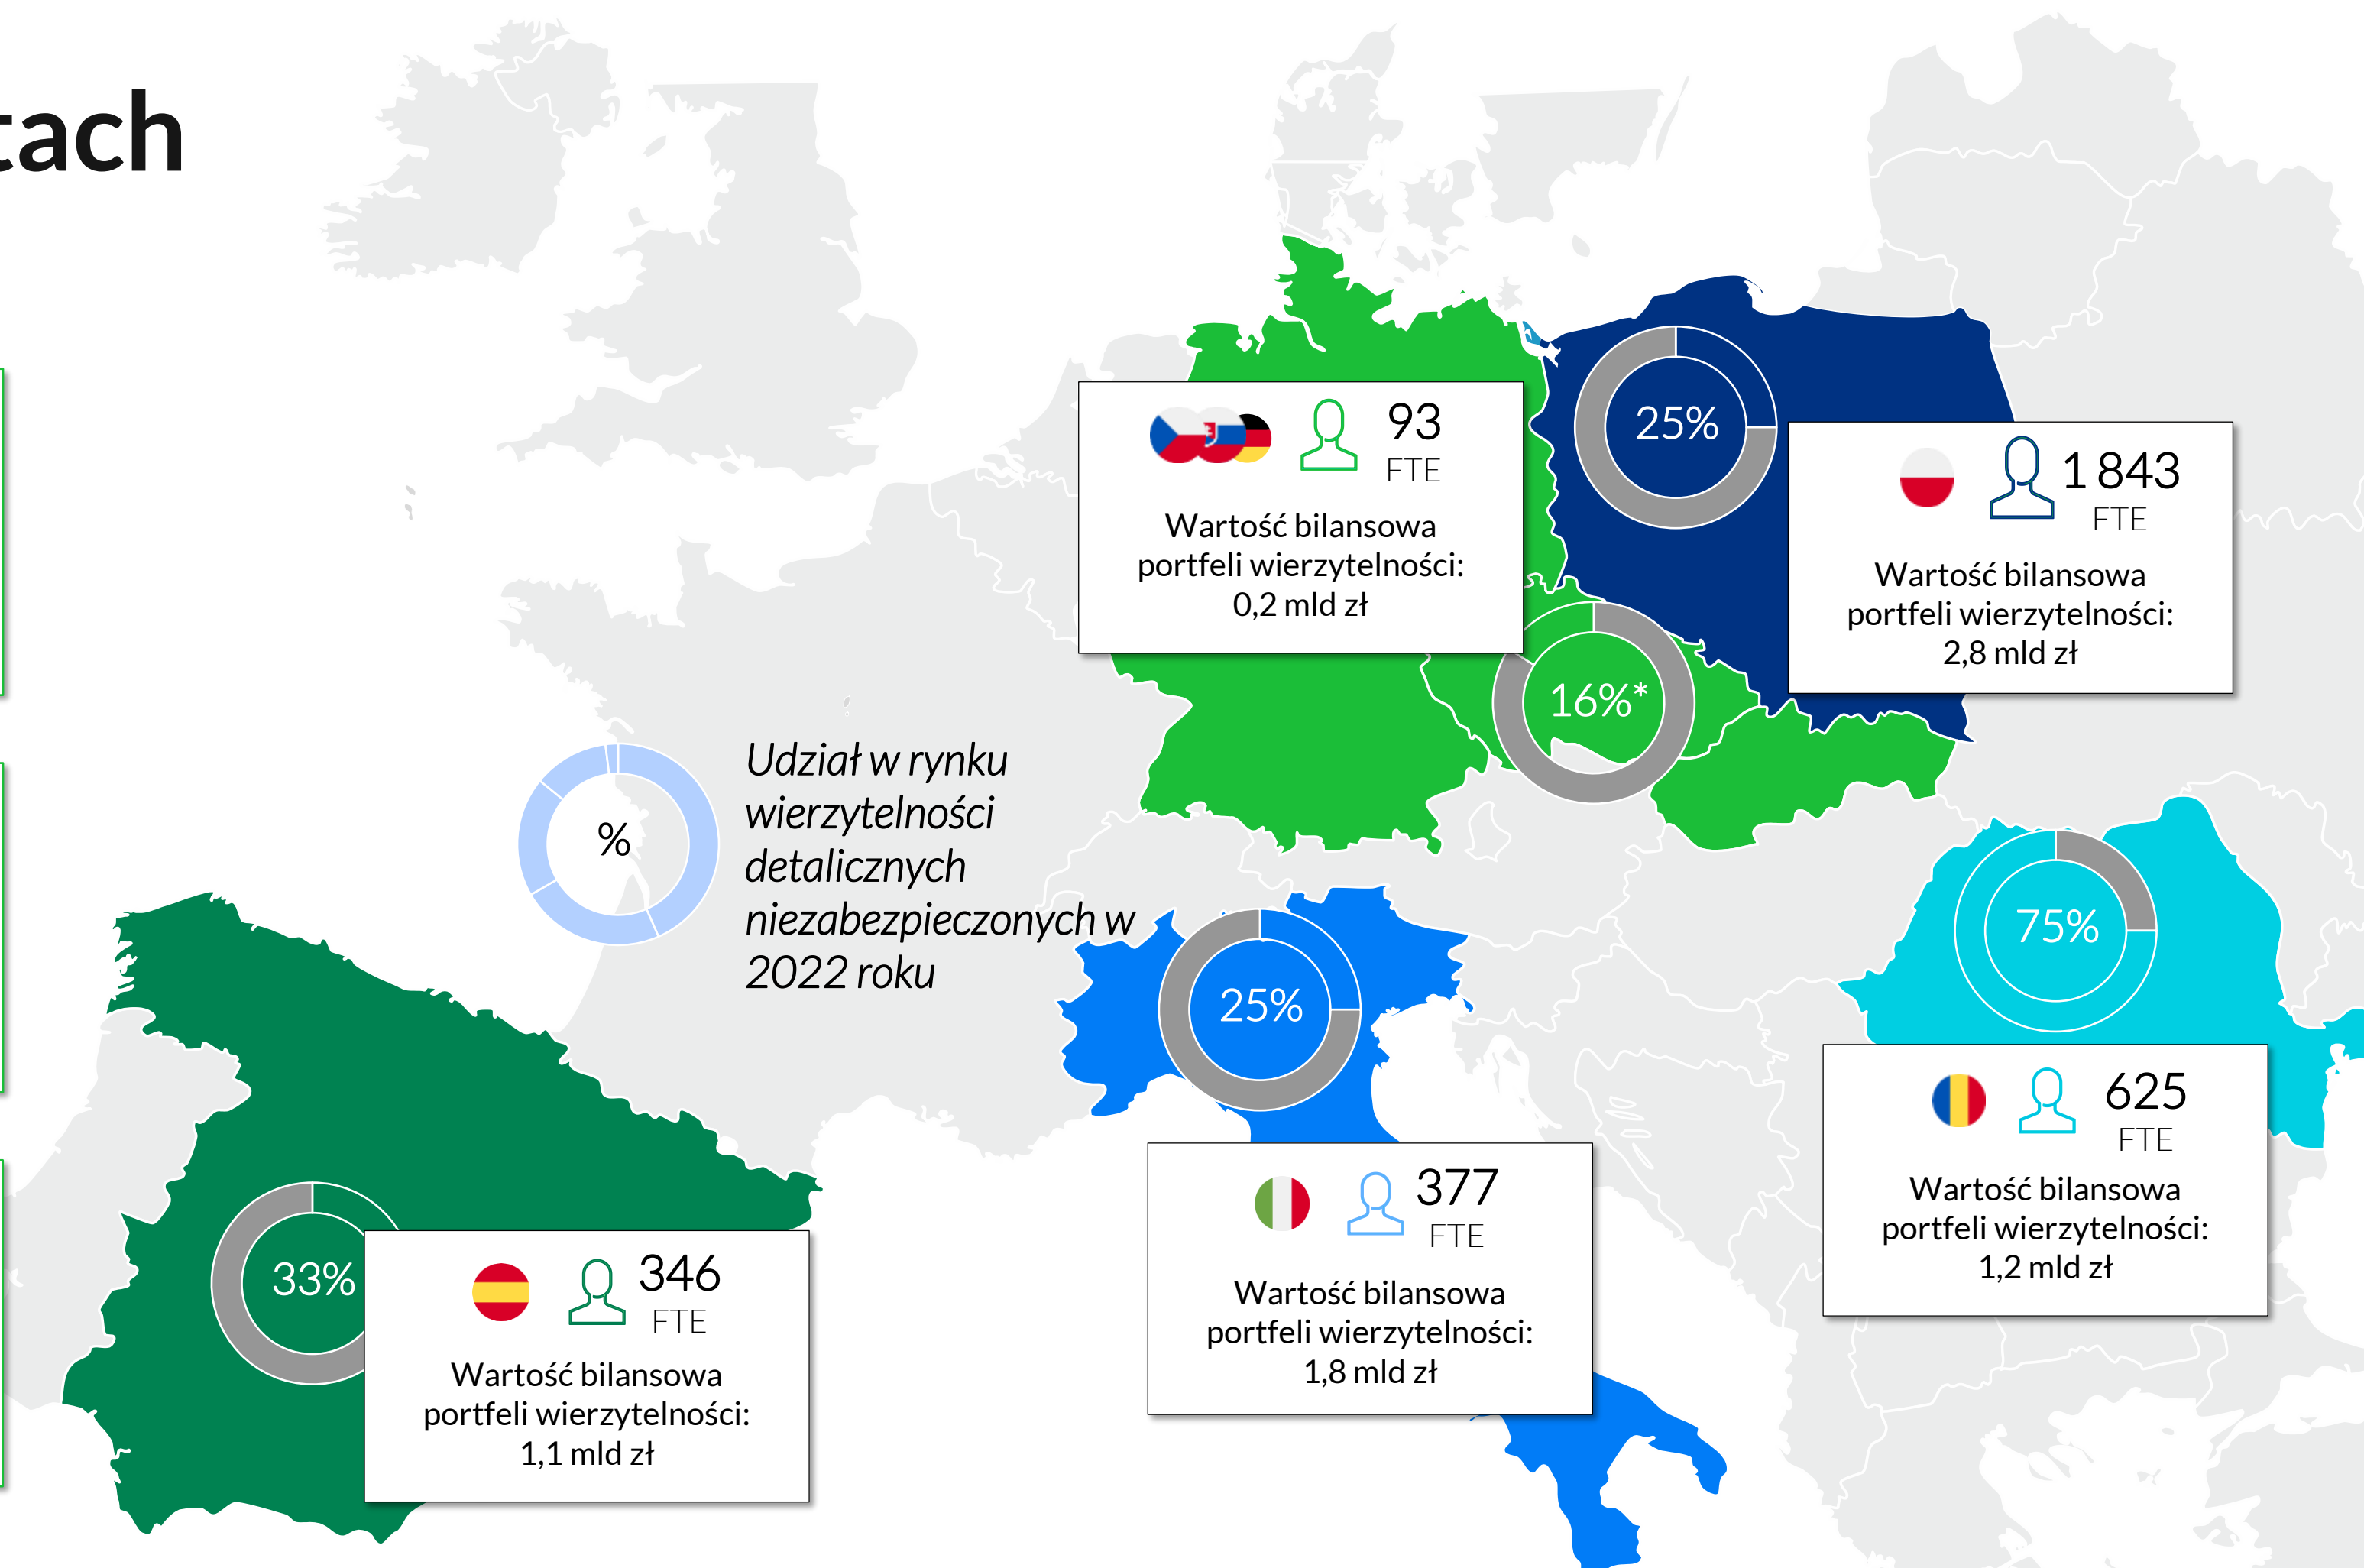 tach
93
FTE
Wartość bilansowa
portfeli wierzytelności:
0,2 mld zł
25%
1 843
FTE
Wartość bilansowa
portfeli wierzytelności:
2,8 mld zł
16%*
%
Udział w rynku
wierzytelności
detalicznych
niezabezpieczonych w
2022 roku
25%
75%
625
FTE
Wartość bilansowa
portfeli wierzytelności:
1,2 mld zł
377
FTE
Wartość bilansowa
portfeli wierzytelności:
1,8 mld zł
33%
346
FTE
Wartość bilansowa
portfeli wierzytelności:
1,1 mld zł